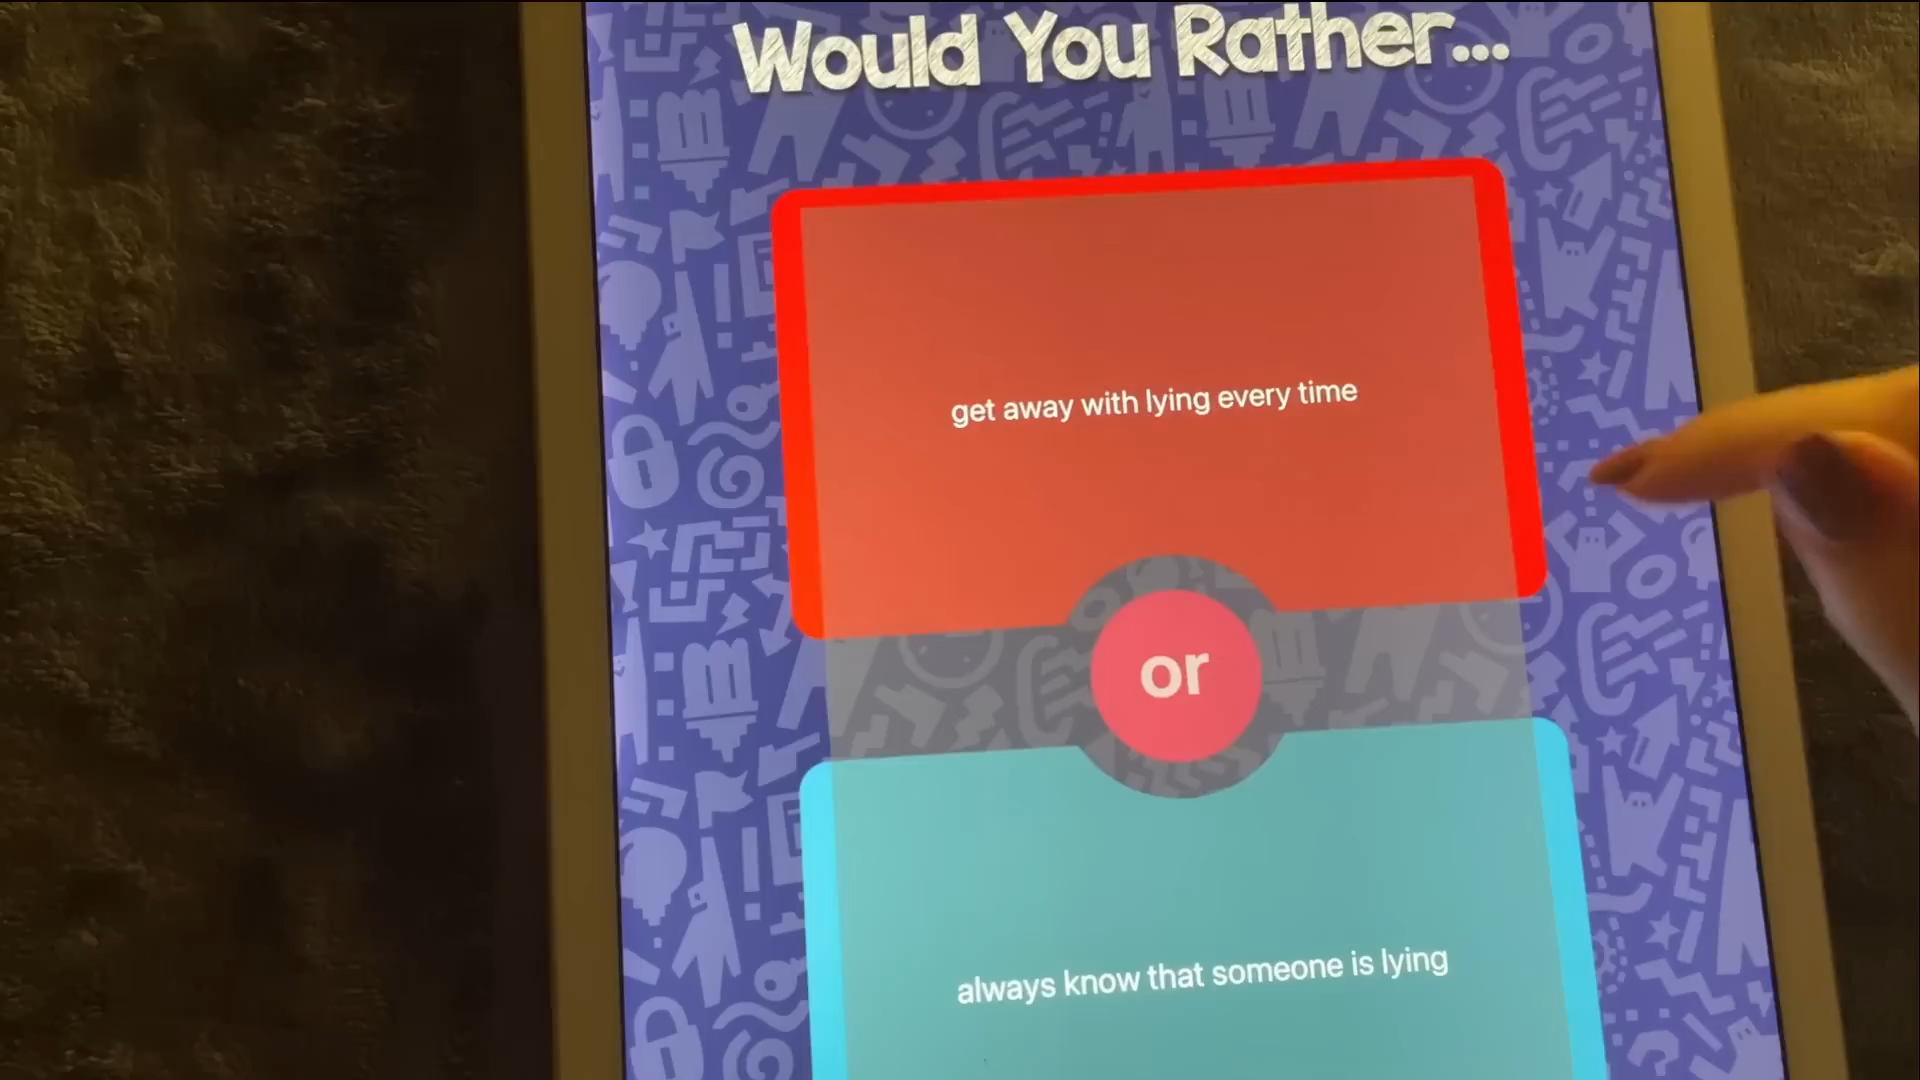 Would You Rather...
get away with lying every time
or
always know that someone is lying